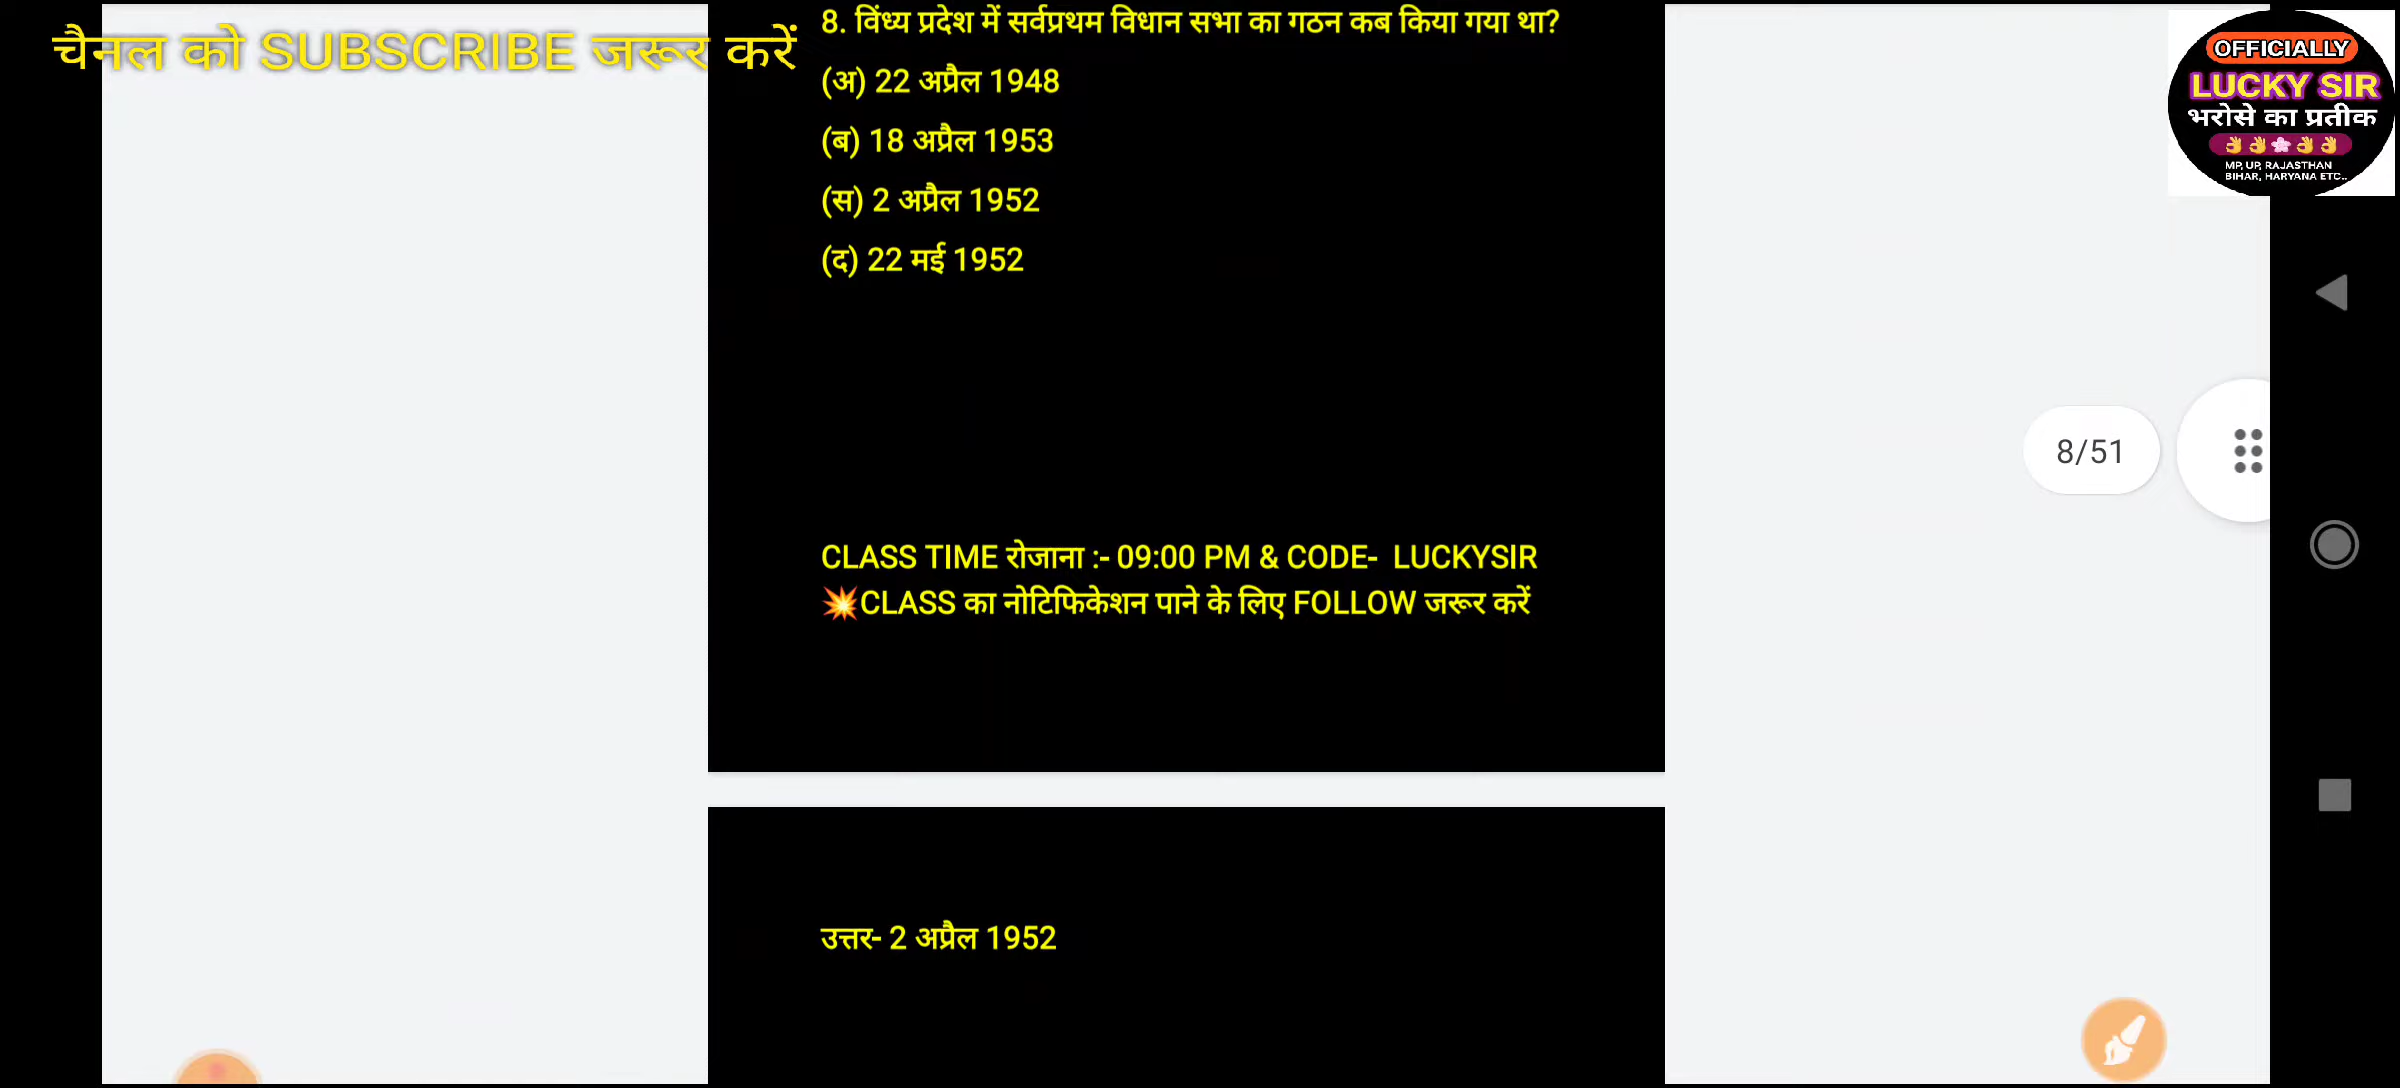 चैनल को SUBSCRIBE जरूर करें
8. विंध्य प्रदेश में सर्वप्रथम विधान सभा का गठन कब किया गया था?
(अ) 22 अप्रैल 1948
(ब) 18 अप्रैल 1953
(स) 2 अप्रैल 1952
(द) 22 मई 1952
CLASS TIME रोजाना :- 09:00 PM & CODE- LUCKYSIR
💥CLASS का नोटिफिकेशन पाने के लिए FOLLOW जरूर करें
उत्तर- 2 अप्रैल 1952
OFFICIALLY
LUCKY SIR
भरोसे का प्रतीक
👌👌🌸👌👌
MP, UP, RAJASTHAN
BIHAR, HARYANA ETC..
8/51